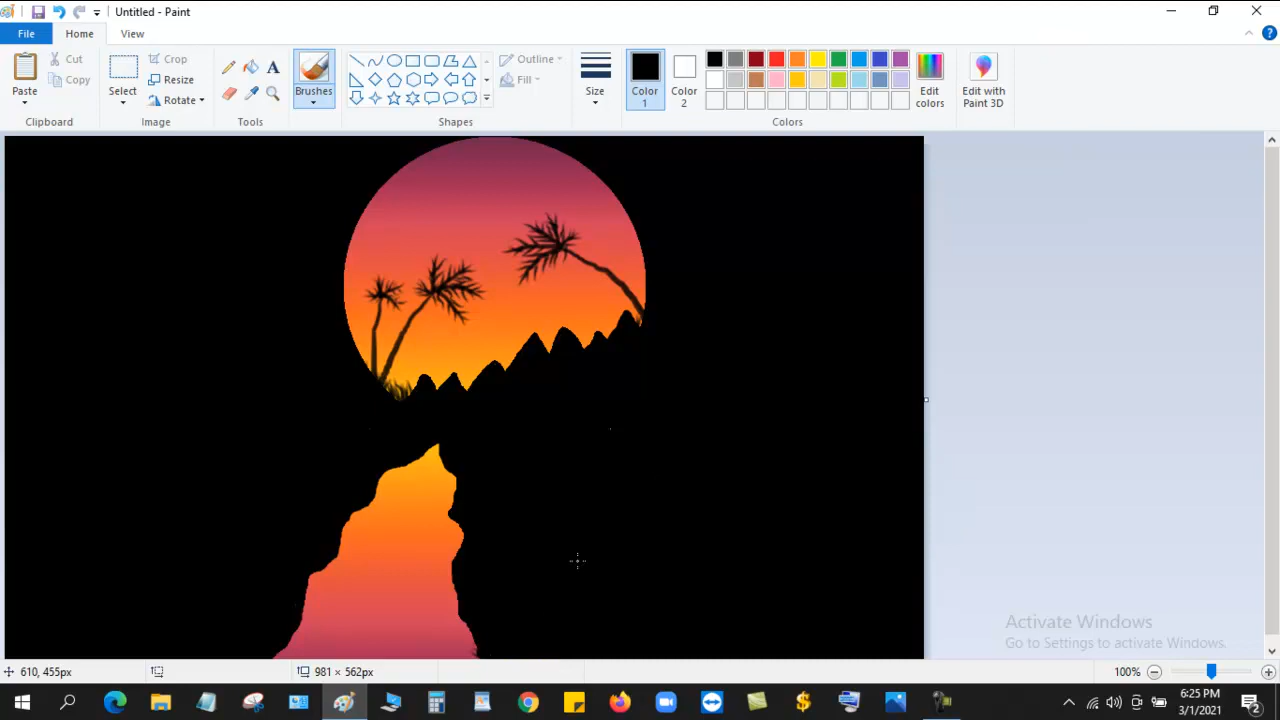 Untitled - Paint
File
Home
View
Paste
Cut
Copy
Clipboard
Select
Crop
Resize
Rotate
Image
Tools
Brushes
Shapes
Outline
Fill
Size
Color
1
Color
2
Colors
Edit
colors
Edit with
Paint 3D
Activate Windows
Go to Settings to activate Windows.
610, 455px
981 × 562px
100%
6:25 PM
3/1/2021
2